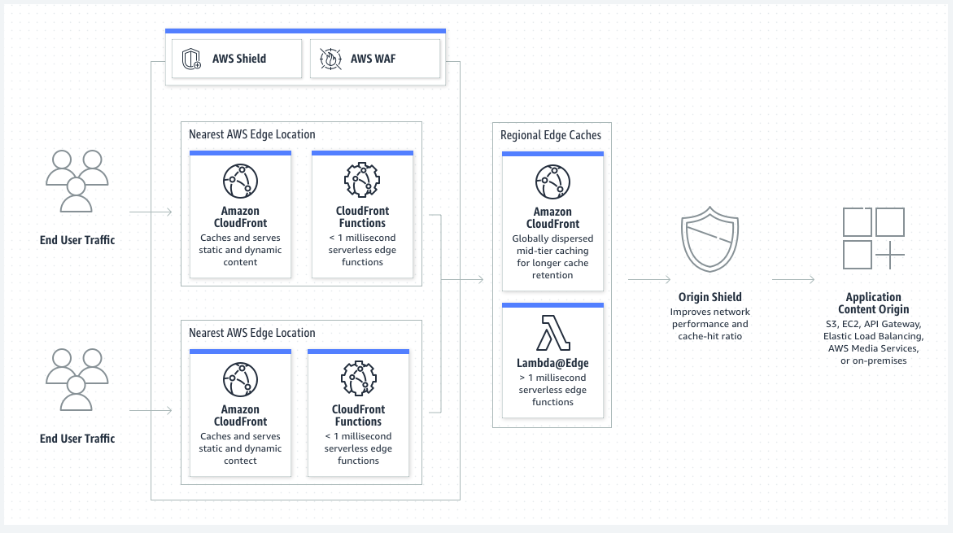 AWS Shield
AWS WAF
Nearest AWS Edge Location
Amazon
CloudFront
Caches and serves
static and dynamic
content
CloudFront
Functions
< 1 millisecond
serverless edge
functions
End User Traffic
Nearest AWS Edge Location
Amazon
CloudFront
Caches and serves
static and dynamic
contect
CloudFront
Functions
< 1 millisecond
serverless edge
functions
End User Traffic
Regional Edge Caches
Amazon
CloudFront
Globally dispersed
mid-tier caching
for longer cache
retention
Lambda@Edge
> 1 millisecond
serverless edge
functions
Origin Shield
Improves network
performance and
cache-hit ratio
Application
Content Origin
S3, EC2, API Gateway,
Elastic Load Balancing,
AWS Media Services,
or on-premises